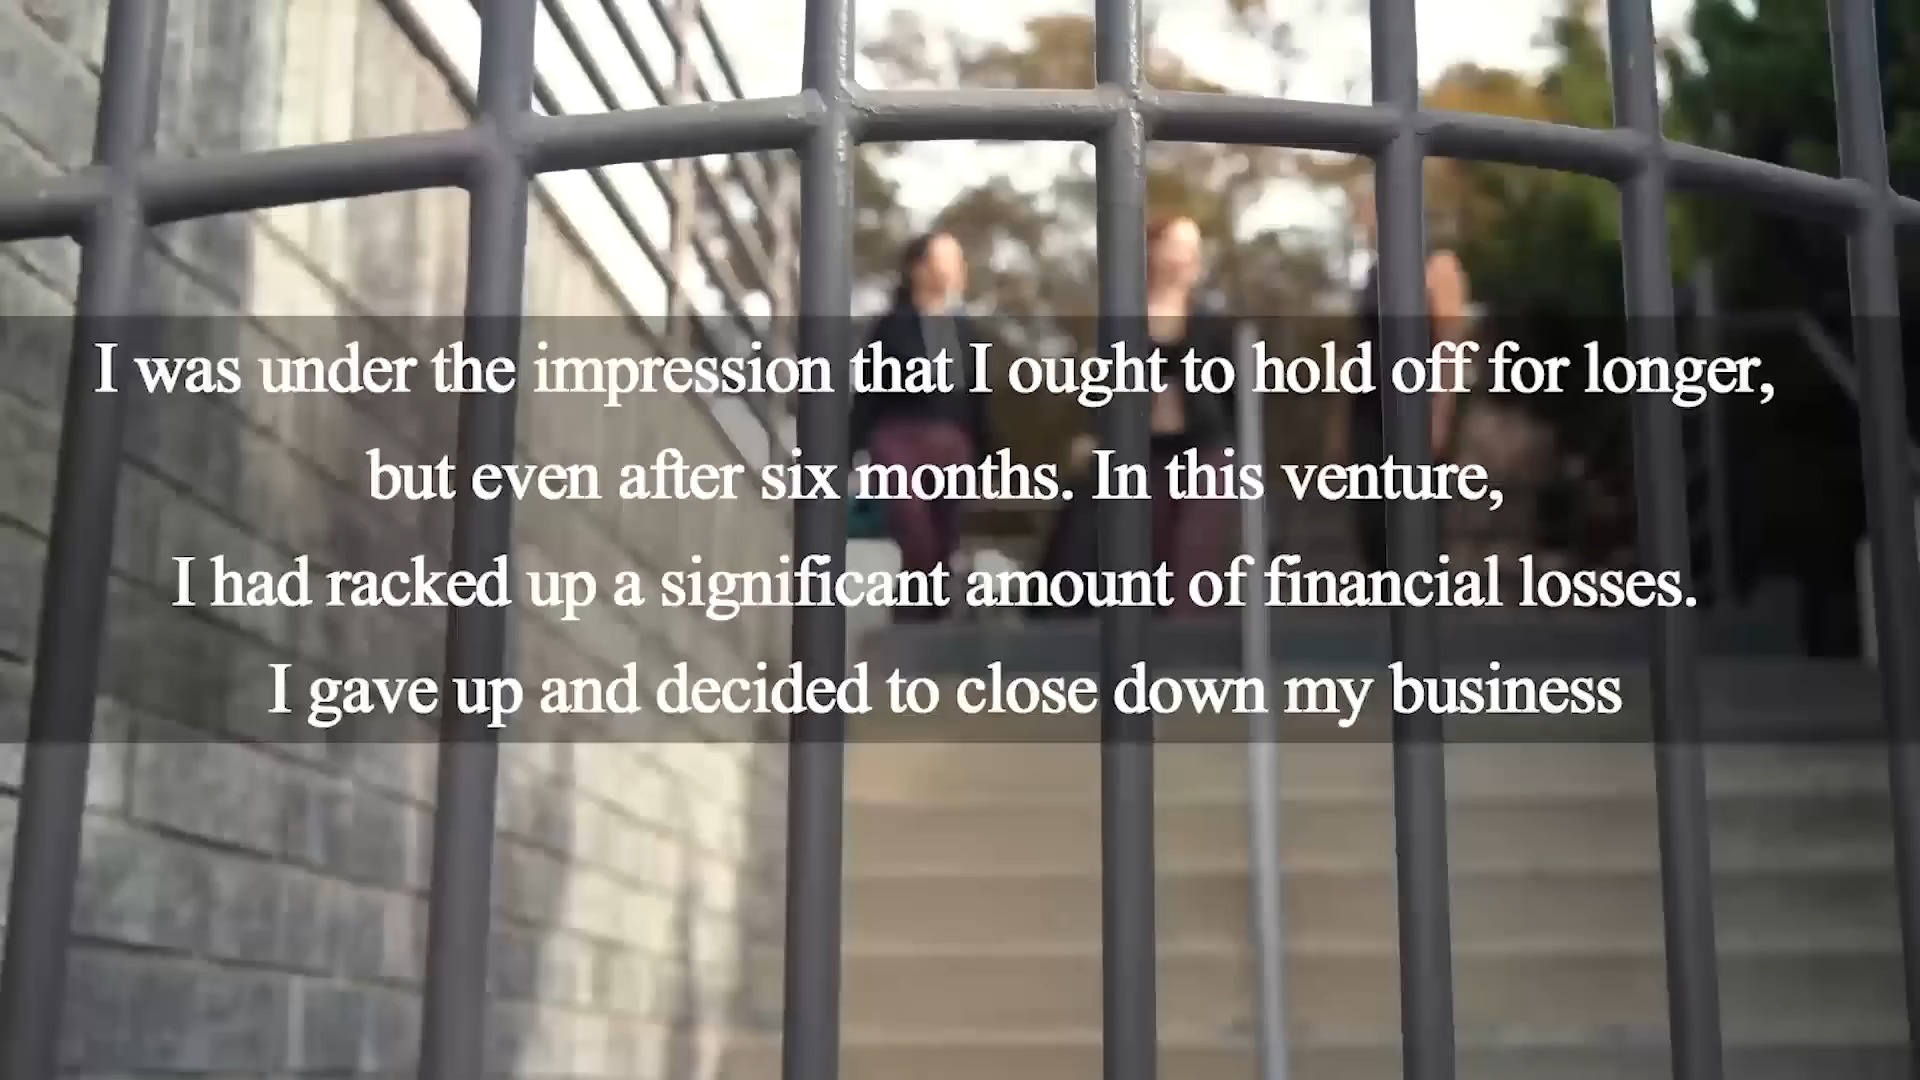 I was under the impression that I ought to hold off for longer,
but even after six months. In this venture,
I had racked up a significant amount of financial losses.
I gave up and decided to close down my business